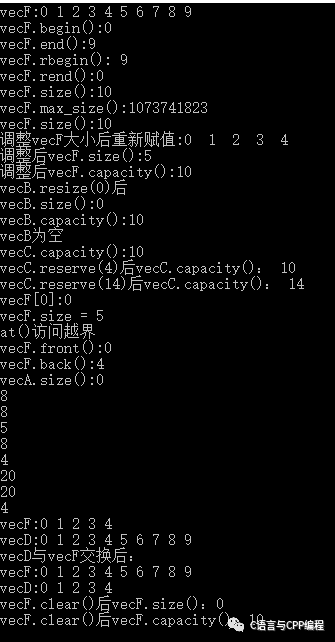 vecF:0 1 2 3 4 5 6 7 8 9
vecF.begin():0
vecF.end():9
vecF.rbegin(): 9
vecF.rend():0
vecF.size():10
vecF.max_size():1073741823
vecF.size():10
调整vecF大小后重新赋值:0  1  2  3  4
调整后vecF.size():5
调整后vecF.capacity():10
vecB.resize(0)后
vecB.size():0
vecB.capacity():10
vecB为空
vecC.capacity():10
vecC.reserve(4)后vecC.capacity()： 10
vecC.reserve(14)后vecC.capacity()： 14
vecF[0]:0
vecF.size = 5
at()访问越界
vecF.front():0
vecF.back():4
vecA.size():0
8
8
5
8
4
20
20
4
vecF:0 1 2 3 4
vecD:0 1 2 3 4 5 6 7 8 9
vecD与vecF交换后：
vecF:0 1 2 3 4 5 6 7 8 9
vecD:0 1 2 3 4
vecF.clear()后vecF.size()：0
vecF.clear()后vecF.capacity()：10
C语言与CPP编程